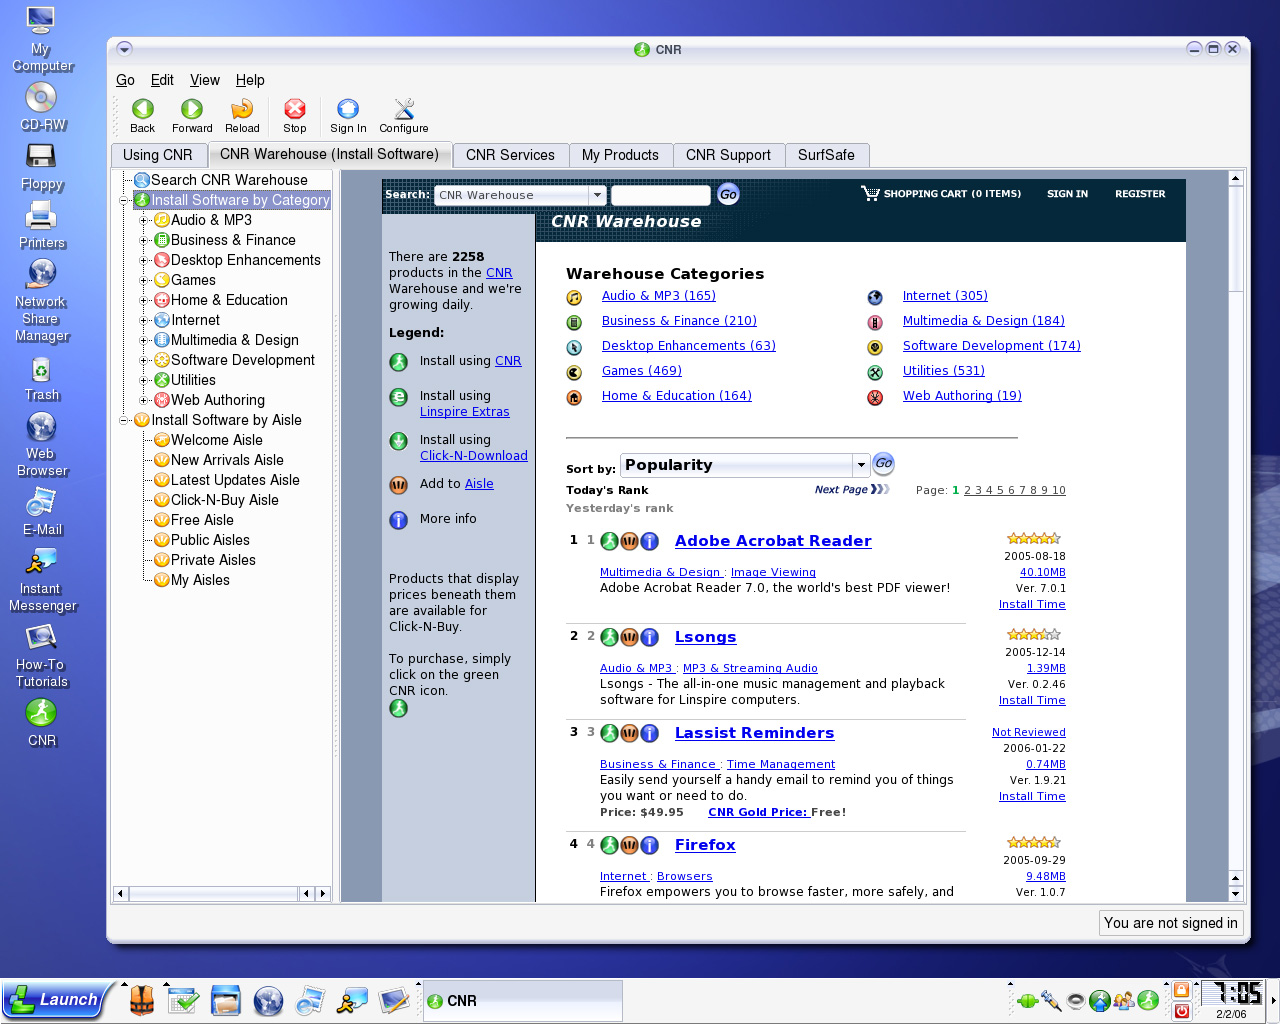 My Computer
CD-RW
Floppy
Printers
Network Share Manager
Trash
Web Browser
E-Mail
Instant Messenger
How-To Tutorials
CNR
CNR
Go Edit View Help
Back Forward Reload Stop Sign In Configure
Using CNR
CNR Warehouse (Install Software)
CNR Services
My Products
CNR Support
SurfSafe
Search CNR Warehouse
Install Software by Category
Audio & MP3
Business & Finance
Desktop Enhancements
Games
Home & Education
Internet
Multimedia & Design
Software Development
Utilities
Web Authoring
Install Software by Aisle
Welcome Aisle
New Arrivals Aisle
Latest Updates Aisle
Click-N-Buy Aisle
Free Aisle
Public Aisles
Private Aisles
My Aisles
Search: CNR Warehouse Go SHOPPING CART (0 ITEMS) SIGN IN REGISTER
CNR Warehouse
There are 2258
products in the CNR
Warehouse and we're
growing daily.
Legend:
Install using CNR
Install using
Linspire Extras
Install using
Click-N-Download
Add to Aisle
More info
Products that display
prices beneath them
are available for
Click-N-Buy.
To purchase, simply
click on the green
CNR icon.
Warehouse Categories
Audio & MP3 (165) Internet (305)
Business & Finance (210) Multimedia & Design (184)
Desktop Enhancements (63) Software Development (174)
Games (469) Utilities (531)
Home & Education (164) Web Authoring (19)
Sort by: Popularity Go
Today's Rank Next Page Page: 1 2 3 4 5 6 7 8 9 10
Yesterday's rank
1 1 Adobe Acrobat Reader
2005-08-18
Multimedia & Design : Image Viewing 40.10MB
Adobe Acrobat Reader 7.0, the world's best PDF viewer! Ver. 7.0.1
Install Time
2 2 Lsongs
2005-12-14
Audio & MP3 : MP3 & Streaming Audio 1.39MB
Lsongs - The all-in-one music management and playback Ver. 0.2.46
software for Linspire computers. Install Time
3 3 Lassist Reminders Not Reviewed
2006-01-22
Business & Finance : Time Management 0.74MB
Easily send yourself a handy email to remind you of things Ver. 1.9.21
you want or need to do. Install Time
Price: $49.95 CNR Gold Price: Free!
4 4 Firefox
2005-09-29
Internet : Browsers 9.48MB
Firefox empowers you to browse faster, more safely, and Ver. 1.0.7
You are not signed in
Launch CNR 7:05
2/2/06